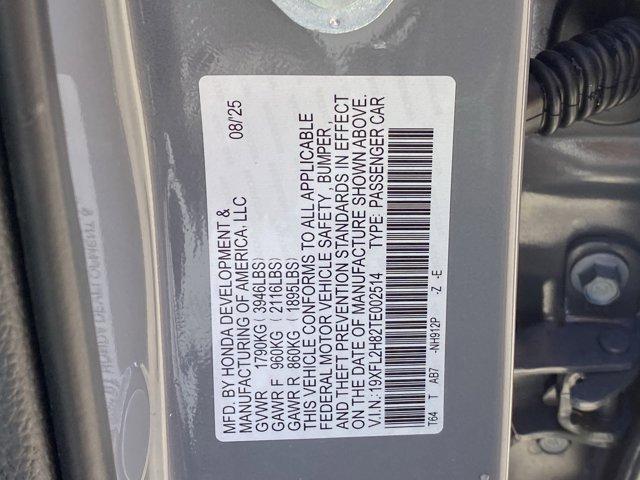 MFD. BY HONDA DEVELOPMENT & 08/'25
MANUFACTURING OF AMERICA, LLC
GVWR 1790KG (3946LBS)
GAWR F 960KG (2116LBS)
GAWR R 860KG (1895LBS)
THIS VEHICLE CONFORMS TO ALL APPLICABLE
FEDERAL MOTOR VEHICLE SAFETY , BUMPER,
AND THEFT PREVENTION STANDARDS IN EFFECT
ON THE DATE OF MANUFACTURE SHOWN ABOVE.
V.I.N: 19XFL2H82TE002514 TYPE: PASSENGER CAR
T64 T AB7 -NH912P -Z -E